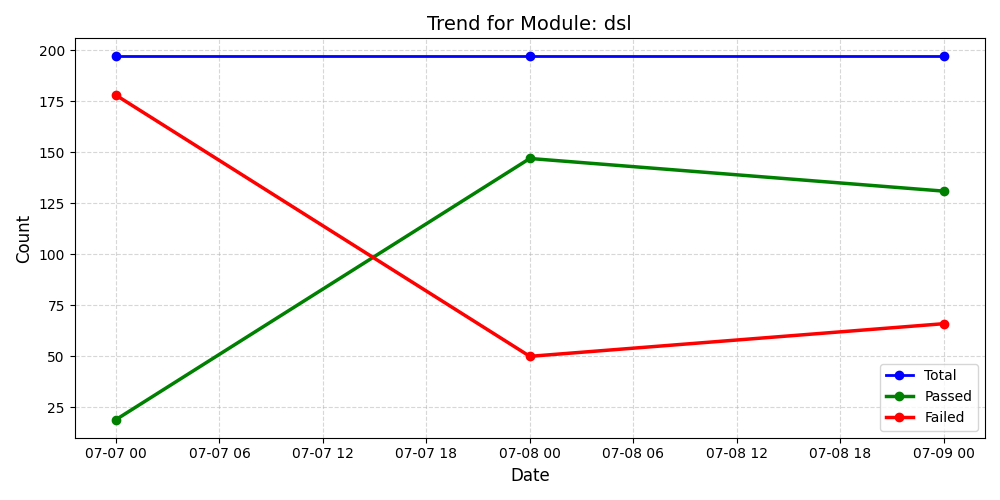 Trend for Module: dsl
200
175
150
125
100
75
50
25
Count
07-07 00 07-07 06 07-07 12 07-07 18 07-08 00 07-08 06 07-08 12 07-08 18 07-09 00
Date
Total
Passed
Failed